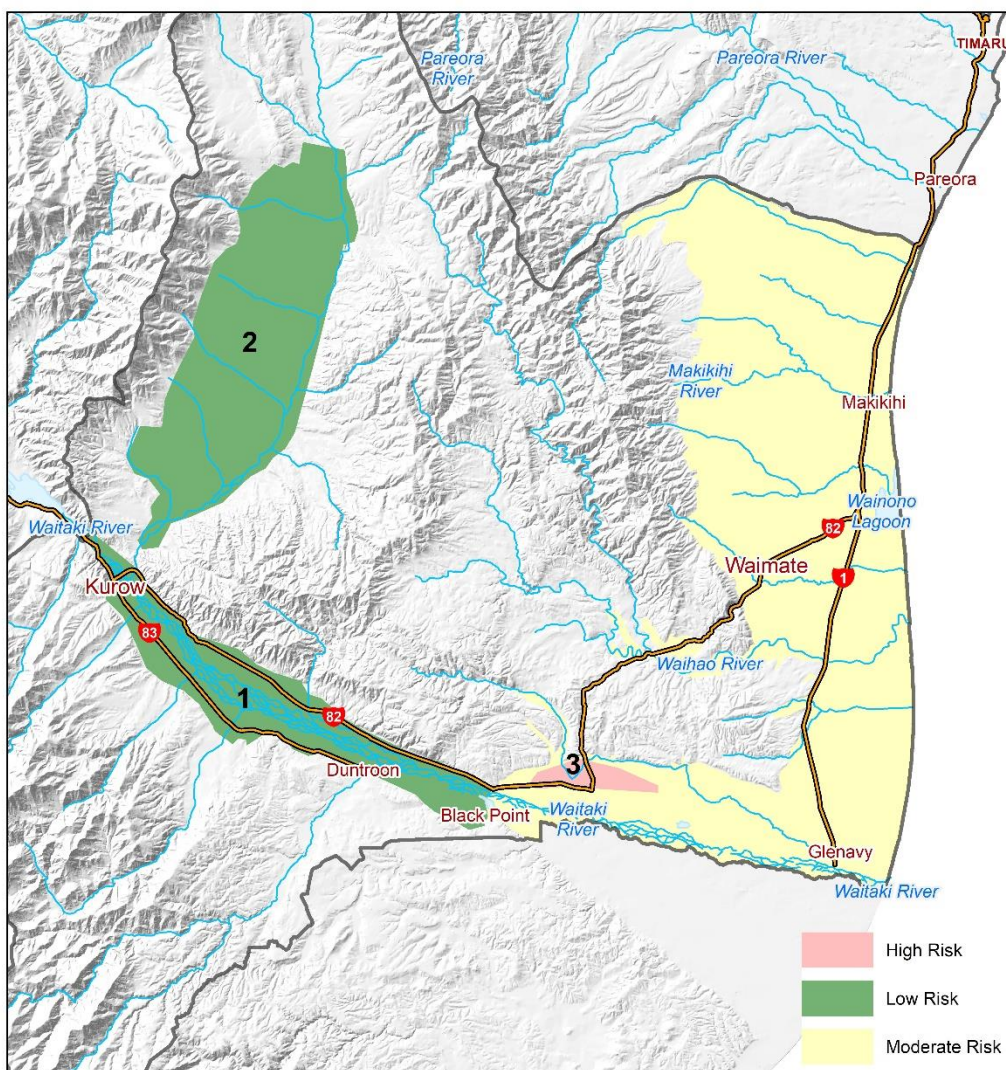 TIMARU
Pareora
River
Pareora River
Pareora
2
Makikihi
River
Makikihi
Wainono
Lagoon
82
Waitaki River
Waimate
1
Kurow
83
Waihao River
1
82
3
Duntroon
Black Point
Waitaki
River
Glenavy
Waitaki River
High Risk
Low Risk
Moderate Risk